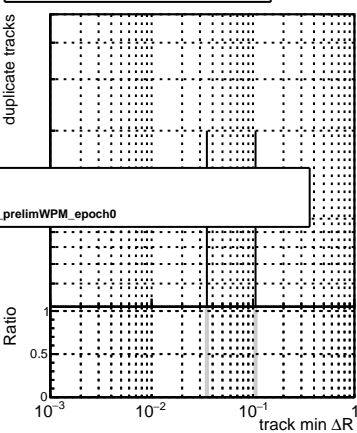 duplicate tracks
_prelimWPM_epoch0
Ratio
1
0.5
0
10⁻³ 10⁻² 10⁻¹ 1
track min ΔR